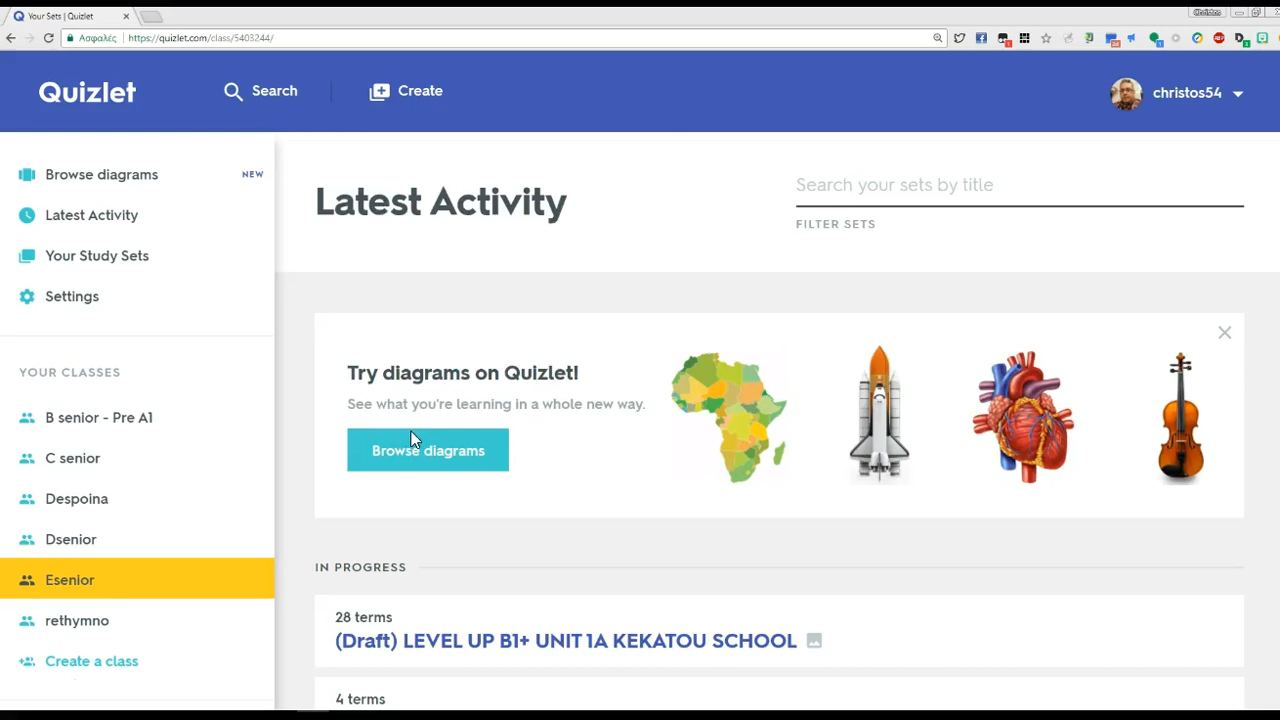 Your Sets | Quizlet
Christos
Ασφαλές
https://quizlet.com/class/5403244/
Quizlet
Search
Create
christos54
Browse diagrams
NEW
Latest Activity
Your Study Sets
Settings
YOUR CLASSES
B senior - Pre A1
C senior
Despoina
Dsenior
Esenior
rethymno
Create a class
Latest Activity
Search your sets by title
FILTER SETS
Try diagrams on Quizlet!
See what you're learning in a whole new way.
Browse diagrams
IN PROGRESS
28 terms
(Draft) LEVEL UP B1+ UNIT 1A KEKATOU SCHOOL
4 terms